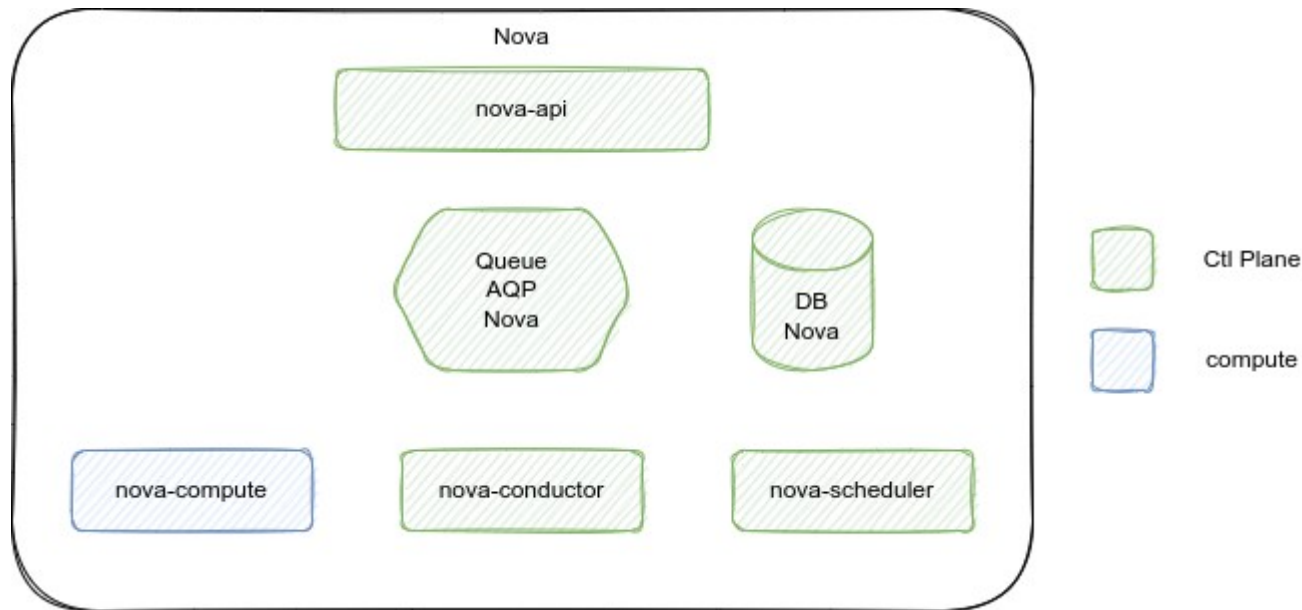 Nova
nova-api
Queue
AQP
Nova
DB
Nova
nova-compute
nova-conductor
nova-scheduler
Ctl Plane
compute